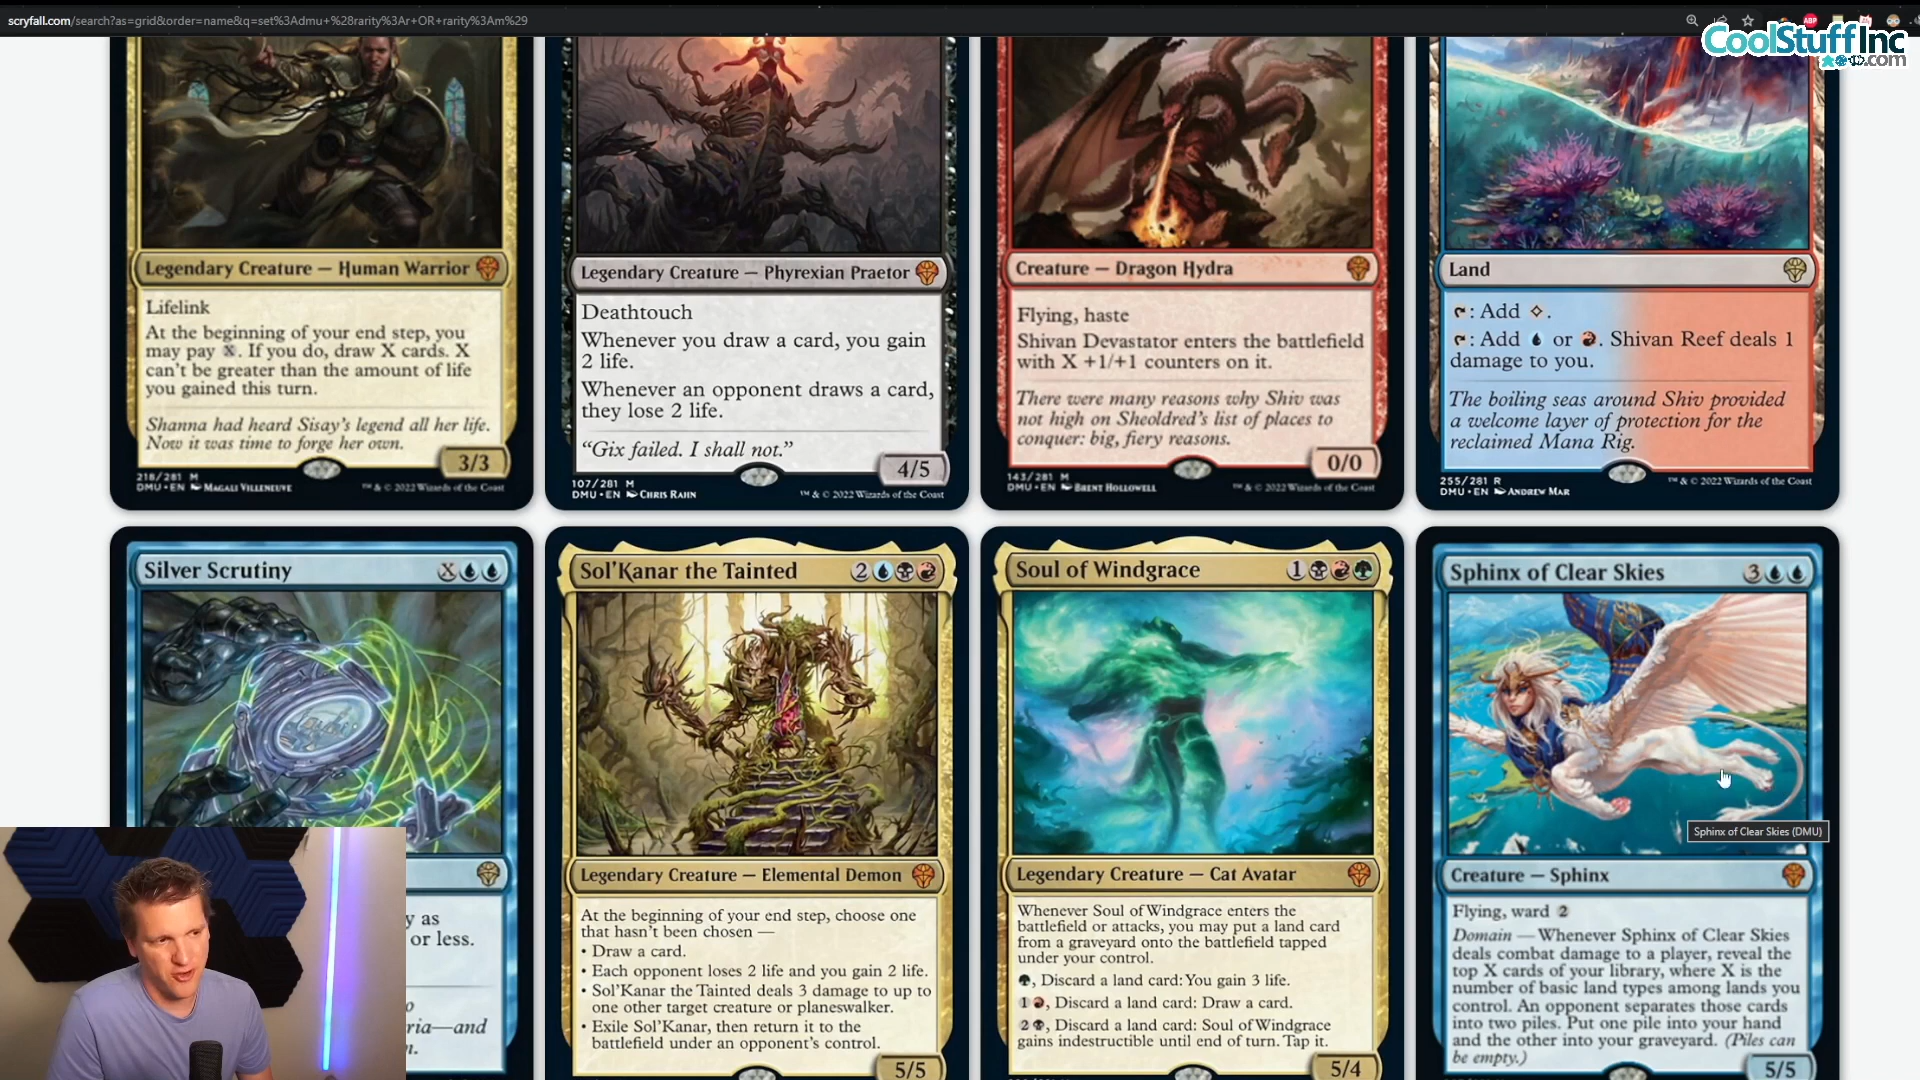 scryfall.com/search?as=grid&order=name&q=set%3Admu+%28rarity%3Ar+OR+rarity%3Am%29
ABP
CoolStuffInc
.com
Legendary Creature — Human Warrior
Lifelink
At the beginning of your end step, you
may pay X. If you do, draw X cards. X
can't be greater than the amount of life
you gained this turn.
Shanna had heard Sisay's legend all her life.
Now it was time to forge her own.
3/3
218/281 M
DMU • EN Magali Villeneuve
™ & © 2022 Wizards of the Coast
Legendary Creature — Phyrexian Praetor
Deathtouch
Whenever you draw a card, you gain
2 life.
Whenever an opponent draws a card,
they lose 2 life.
“Gix failed. I shall not.”
4/5
107/281 M
DMU • EN Chris Rahn
™ & © 2022 Wizards of the Coast
Creature — Dragon Hydra
Flying, haste
Shivan Devastator enters the battlefield
with X +1/+1 counters on it.
There were many reasons why Shiv was
not high on Sheoldred's list of places to
conquer: big, fiery reasons.
0/0
143/281 M
DMU • EN Brent Hollowell
™ & © 2022 Wizards of the Coast
Land
: Add .
: Add or . Shivan Reef deals 1
damage to you.
The boiling seas around Shiv provided
a welcome layer of protection for the
reclaimed Mana Rig.
255/281 R
DMU • EN Andrew Mar
™ & © 2022 Wizards of the Coast
Silver Scrutiny X
y as
or less.
ria—and
Sol'Kanar the Tainted 2
Legendary Creature — Elemental Demon
At the beginning of your end step, choose one
that hasn't been chosen —
• Draw a card.
• Each opponent loses 2 life and you gain 2 life.
• Sol'Kanar the Tainted deals 3 damage to up to
one other target creature or planeswalker.
• Exile Sol'Kanar, then return it to the
battlefield under an opponent's control.
5/5
Soul of Windgrace 1
Legendary Creature — Cat Avatar
Whenever Soul of Windgrace enters the
battlefield or attacks, you may put a land card
from a graveyard onto the battlefield tapped
under your control.
, Discard a land card: You gain 3 life.
1, Discard a land card: Draw a card.
2, Discard a land card: Soul of Windgrace
gains indestructible until end of turn. Tap it.
5/4
Sphinx of Clear Skies 3
Sphinx of Clear Skies (DMU)
Creature — Sphinx
Flying, ward 2
Domain — Whenever Sphinx of Clear Skies
deals combat damage to a player, reveal the
top X cards of your library, where X is the
number of basic land types among lands you
control. An opponent separates those cards
into two piles. Put one pile into your hand
and the other into your graveyard. (Piles can
be empty.)
5/5